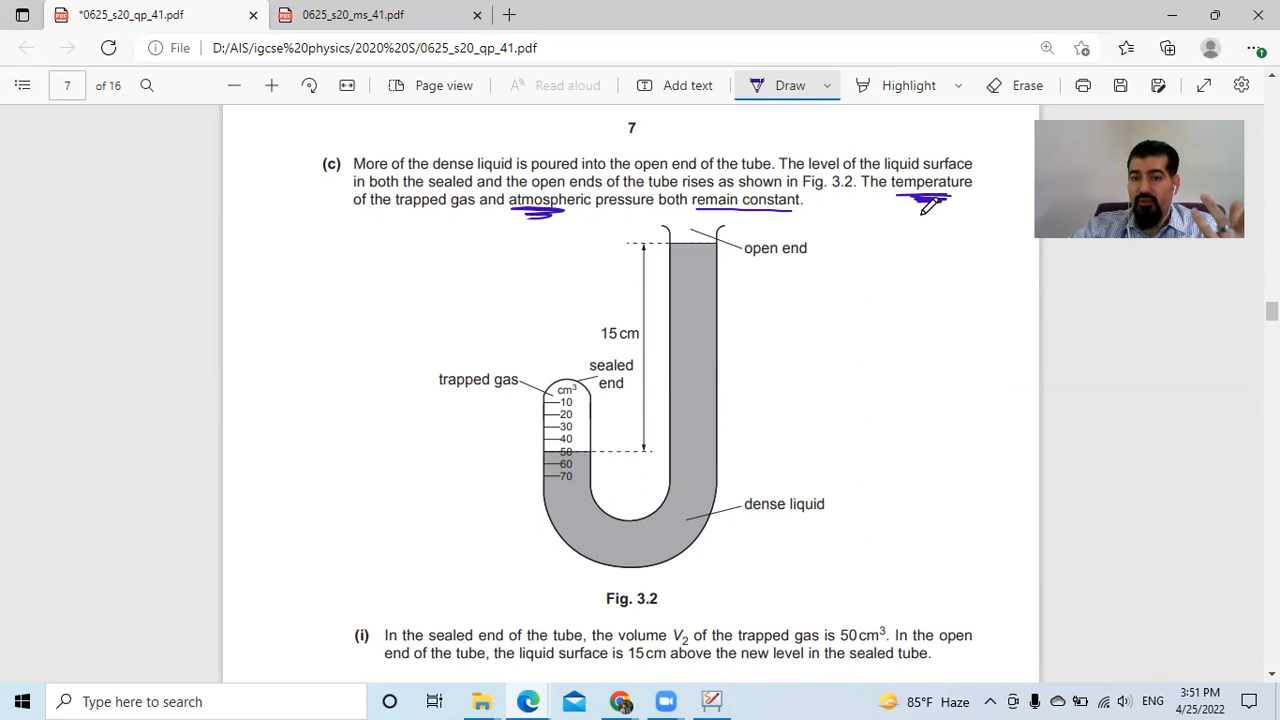 *0625_s20_qp_41.pdf
0625_s20_ms_41.pdf
File
D:/AIS/igcse%20physics/2020%20S/0625_s20_qp_41.pdf
7 of 16
Page view
Read aloud
Add text
Draw
Highlight
Erase
7
(c) More of the dense liquid is poured into the open end of the tube. The level of the liquid surface
in both the sealed and the open ends of the tube rises as shown in Fig. 3.2. The temperature
of the trapped gas and atmospheric pressure both remain constant.
open end
15 cm
sealed
end
trapped gas
cm³
10
20
30
40
50
60
70
dense liquid
Fig. 3.2
(i) In the sealed end of the tube, the volume V₂ of the trapped gas is 50 cm³. In the open
end of the tube, the liquid surface is 15 cm above the new level in the sealed tube.
Type here to search
85°F Haze
ENG
3:51 PM
4/25/2022